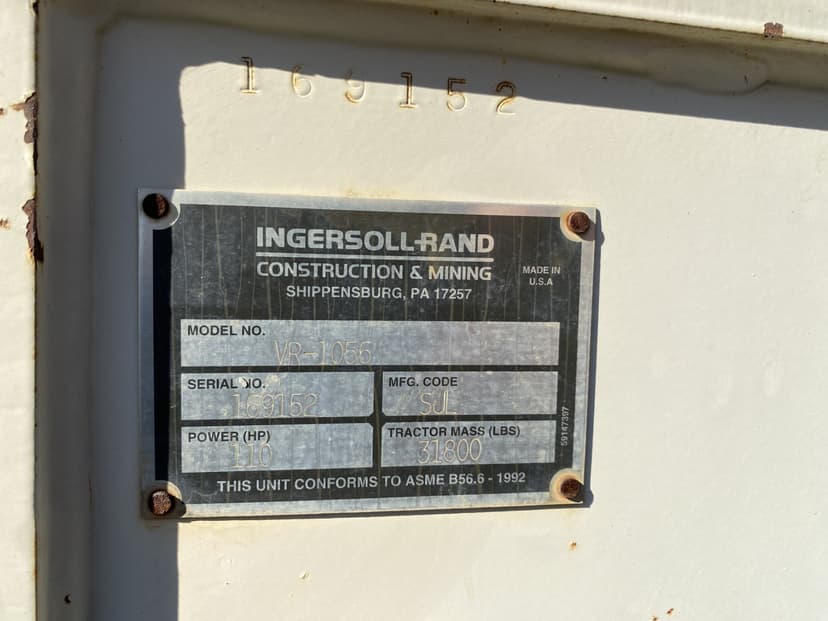 169152
INGERSOLL-RAND
CONSTRUCTION & MINING
SHIPPENSBURG, PA 17257
MADE IN
U.S.A
MODEL NO.
VR-1056
SERIAL NO.
169152
MFG. CODE
SUL
POWER (HP)
110
TRACTOR MASS (LBS)
31800
59147397
THIS UNIT CONFORMS TO ASME B56.6 - 1992